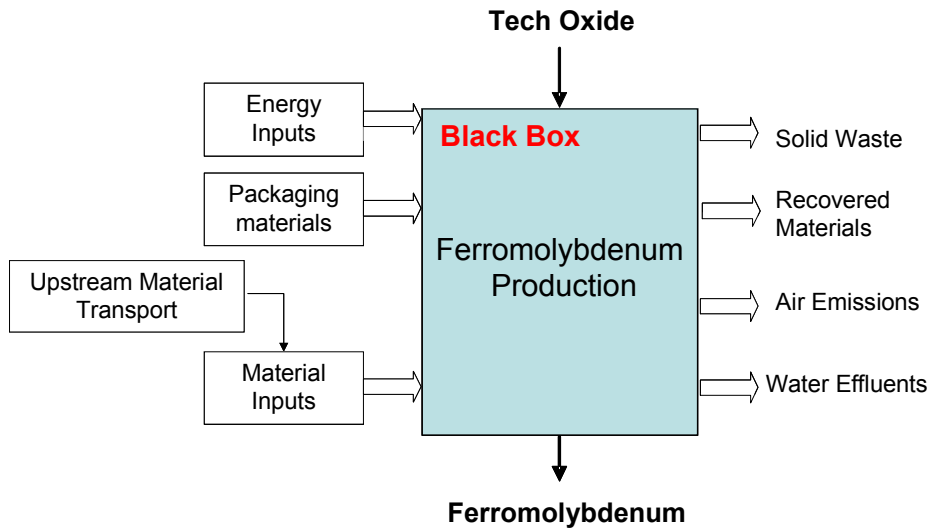 Tech Oxide
Energy
Inputs
Black Box
Solid Waste
Packaging
materials
Recovered
Materials
Ferromolybdenum
Production
Upstream Material
Transport
Air Emissions
Material
Inputs
Water Effluents
Ferromolybdenum